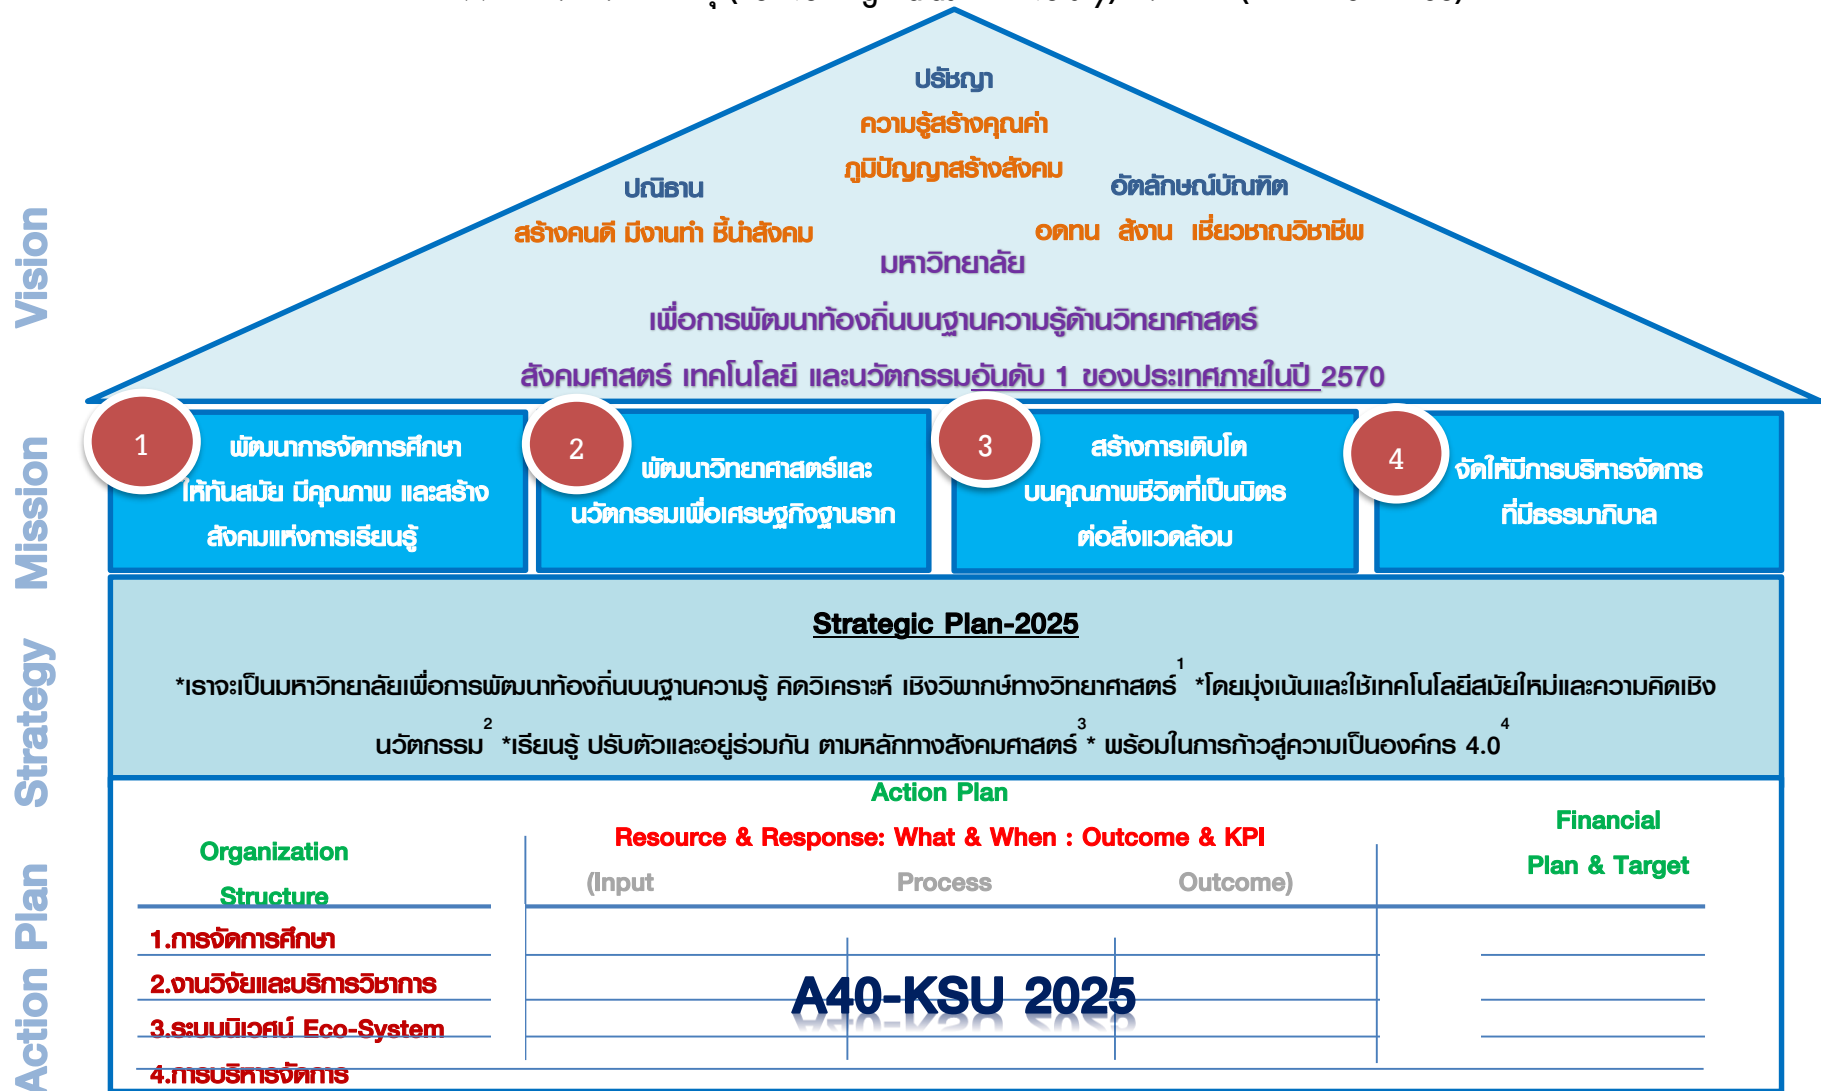 ปรัชญา
ความรู้สร้างคุณค่า
ภูมิปัญญาสร้างสังคม
ปณิธาน
สร้างคนดี มีงานทำ ชี้นำสังคม
อัตลักษณ์บัณฑิต
อดทน สู้งาน เชี่ยวชาญวิชาชีพ
มหาวิทยาลัย
เพื่อการพัฒนาท้องถิ่นบนฐานความรู้ด้านวิทยาศาสตร์
สังคมศาสตร์ เทคโนโลยี และนวัตกรรมอันดับ 1 ของประเทศภายในปี 2570
Vision
Mission
1
พัฒนาการจัดการศึกษา
ให้ทันสมัย มีคุณภาพ และสร้าง
สังคมแห่งการเรียนรู้
2
พัฒนาวิทยาศาสตร์และ
นวัตกรรมเพื่อเศรษฐกิจฐานราก
3
สร้างการเติบโต
บนคุณภาพชีวิตที่เป็นมิตร
ต่อสิ่งแวดล้อม
4
จัดให้มีการบริหารจัดการ
ที่มีธรรมาภิบาล
Strategy
Strategic Plan-2025
*เราจะเป็นมหาวิทยาลัยเพื่อการพัฒนาท้องถิ่นบนฐานความรู้ คิดวิเคราะห์ เชิงวิพากษ์ทางวิทยาศาสตร์1 *โดยมุ่งเน้นและใช้เทคโนโลยีสมัยใหม่และความคิดเชิง
นวัตกรรม2 *เรียนรู้ ปรับตัวและอยู่ร่วมกัน ตามหลักทางสังคมศาสตร์3* พร้อมในการก้าวสู่ความเป็นองค์กร 4.04
Action Plan
Action Plan
Resource & Response: What & When : Outcome & KPI
(Input Process Outcome)
Organization
Structure
Financial
Plan & Target
1.การจัดการศึกษา
2.งานวิจัยและบริการวิชาการ
3.ระบบนิเวศน์ Eco-System
4.การบริหารจัดการ
A40-KSU 2025